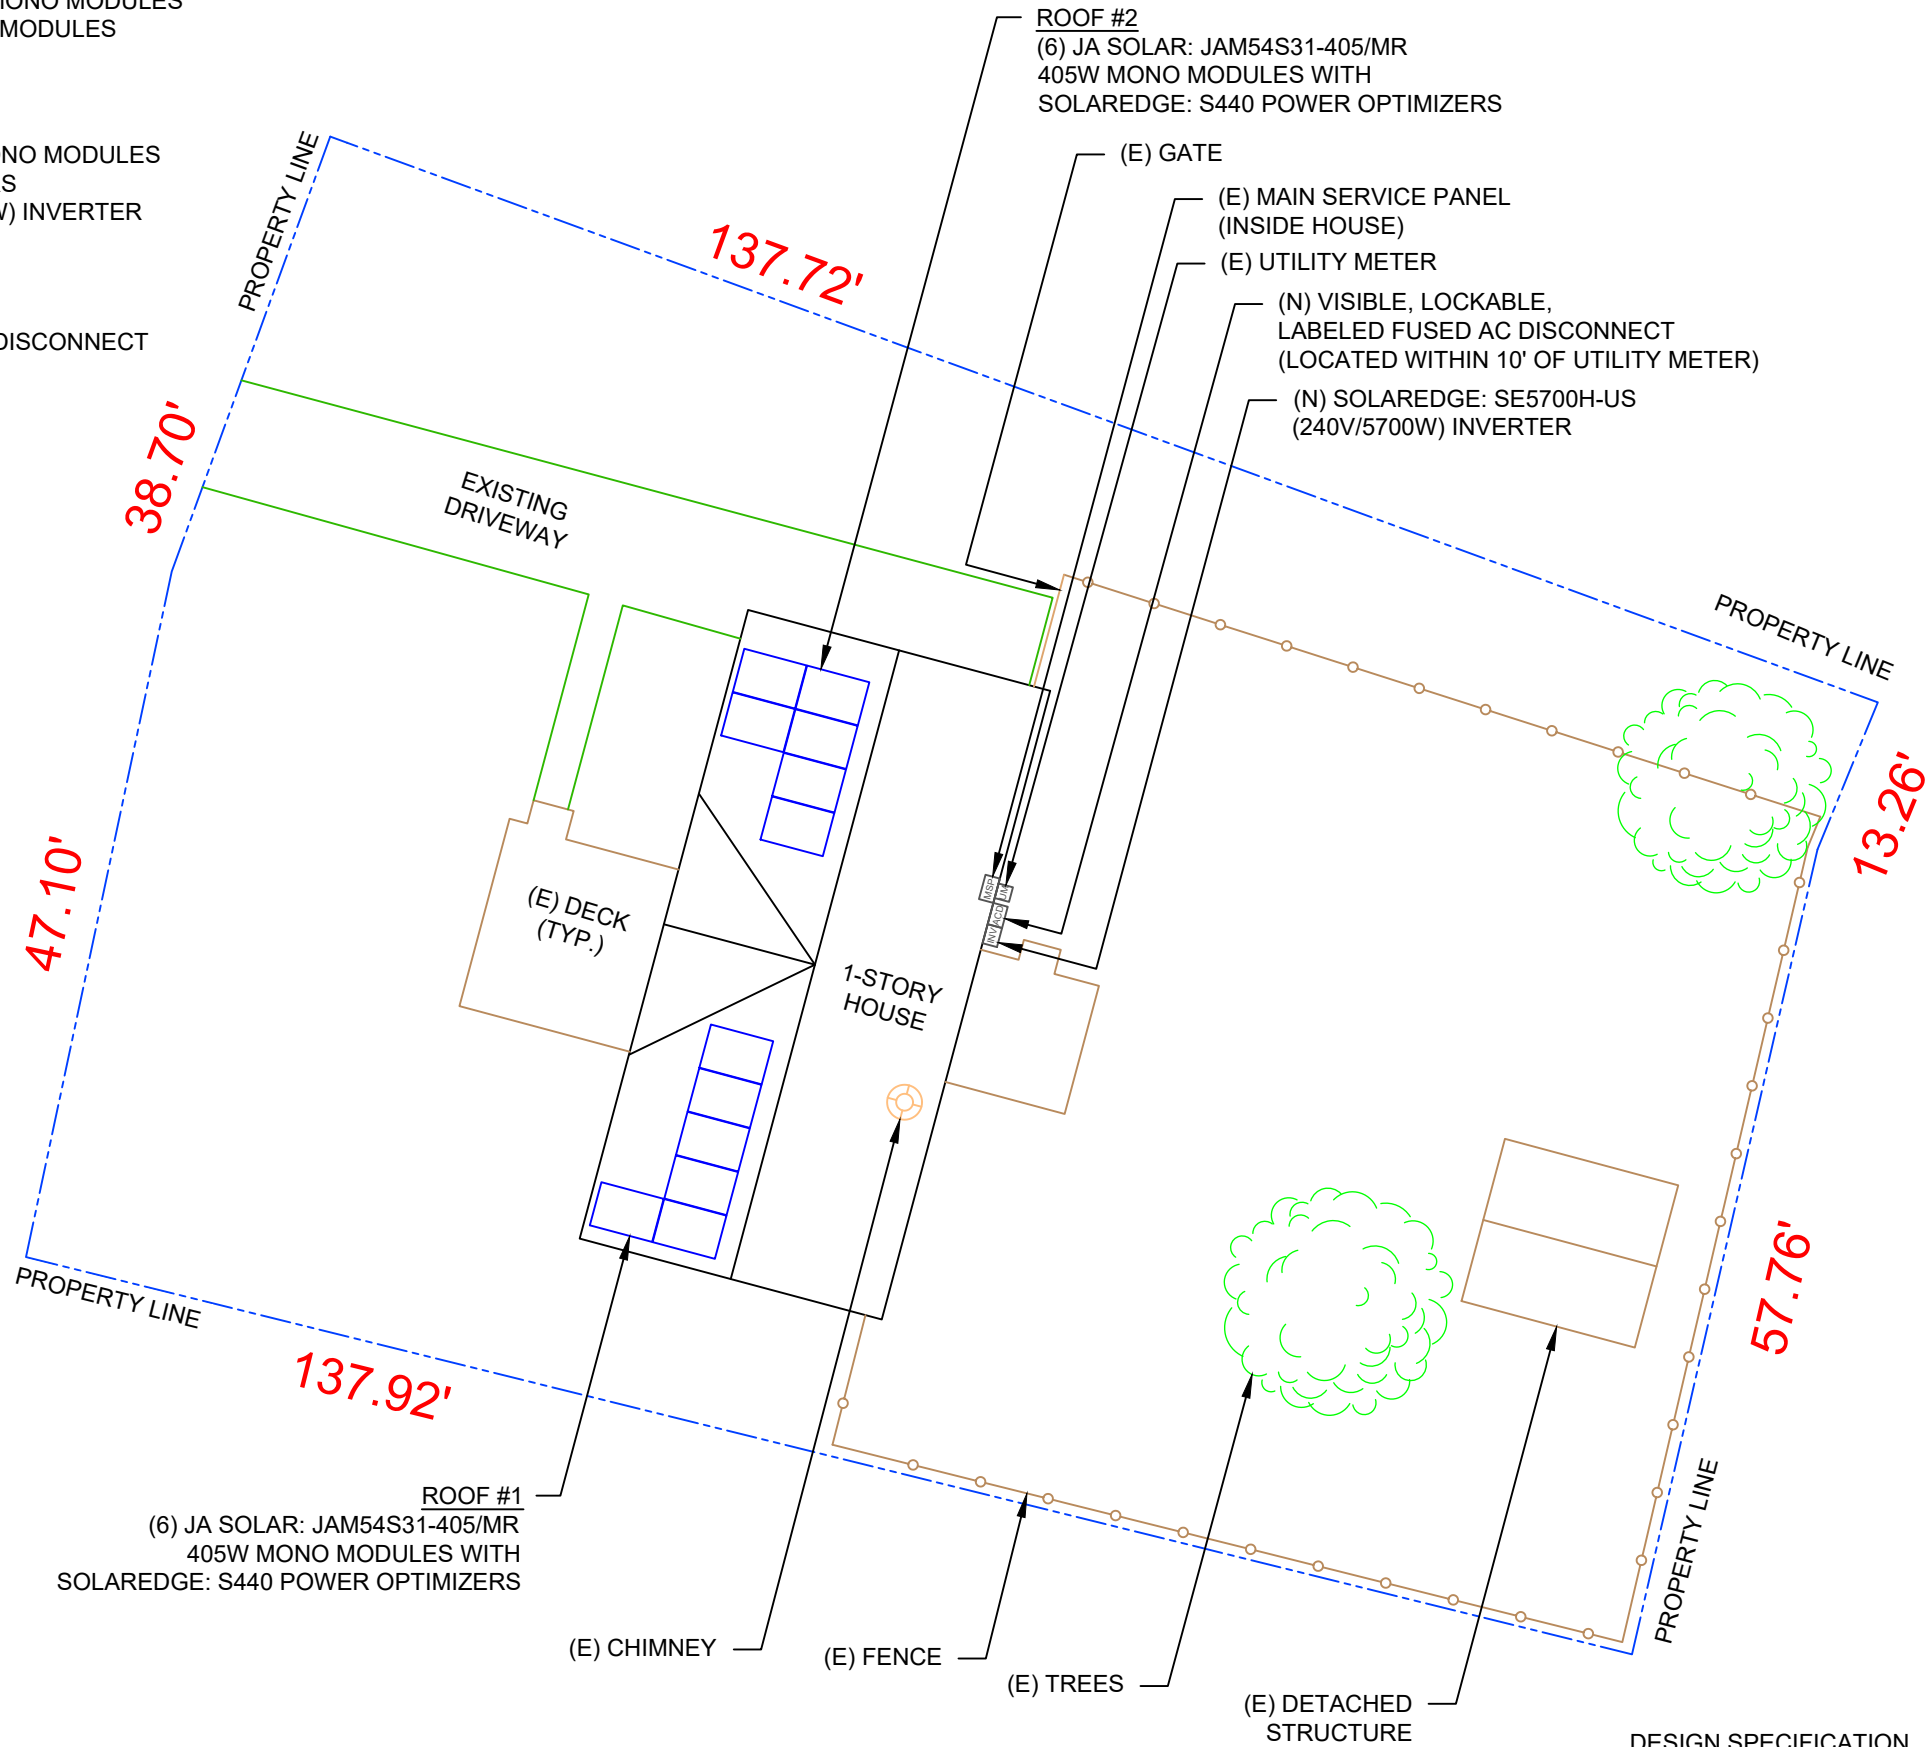 MONO MODULES
MODULES
MODULES
INVERTER
DISCONNECT
ROOF #2
(6) JA SOLAR: JAM54S31-405/MR
405W MONO MODULES WITH
SOLAREDGE: S440 POWER OPTIMIZERS
(E) GATE
(E) MAIN SERVICE PANEL
(INSIDE HOUSE)
(E) UTILITY METER
(N) VISIBLE, LOCKABLE,
LABELED FUSED AC DISCONNECT
(LOCATED WITHIN 10' OF UTILITY METER)
(N) SOLAREDGE: SE5700H-US
(240V/5700W) INVERTER
PROPERTY LINE
137.72'
38.70'
EXISTING
DRIVEWAY
PROPERTY LINE
13.26'
47.10'
(E) DECK
(TYP.)
MSP
UM
ACD
INV
1-STORY
HOUSE
PROPERTY LINE
137.92'
57.76'
PROPERTY LINE
ROOF #1
(6) JA SOLAR: JAM54S31-405/MR
405W MONO MODULES WITH
SOLAREDGE: S440 POWER OPTIMIZERS
(E) CHIMNEY
(E) FENCE
(E) TREES
(E) DETACHED
STRUCTURE
DESIGN SPECIFICATION